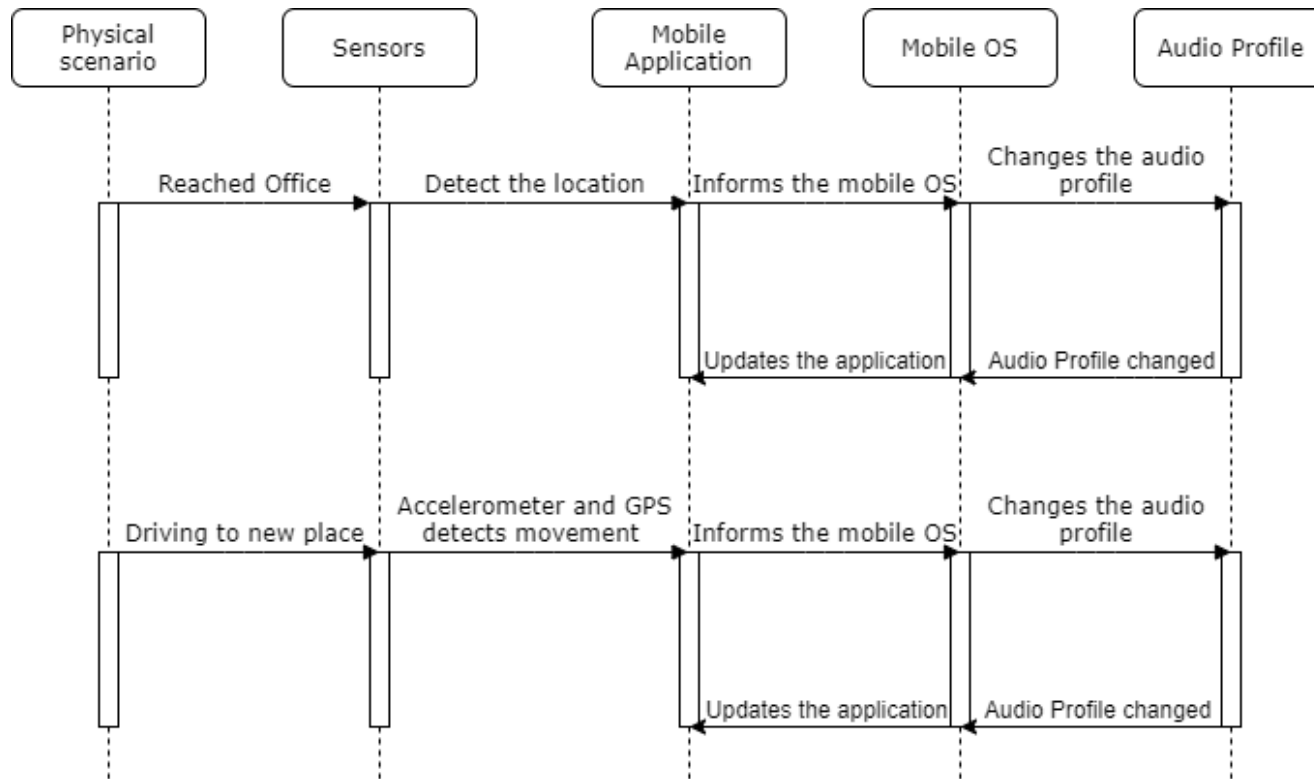 Physical
scenario
Sensors
Mobile
Application
Mobile OS
Audio Profile
Reached Office
Detect the location
Informs the mobile OS
Changes the audio
profile
Updates the application
Audio Profile changed
Driving to new place
Accelerometer and GPS
detects movement
Informs the mobile OS
Changes the audio
profile
Updates the application
Audio Profile changed